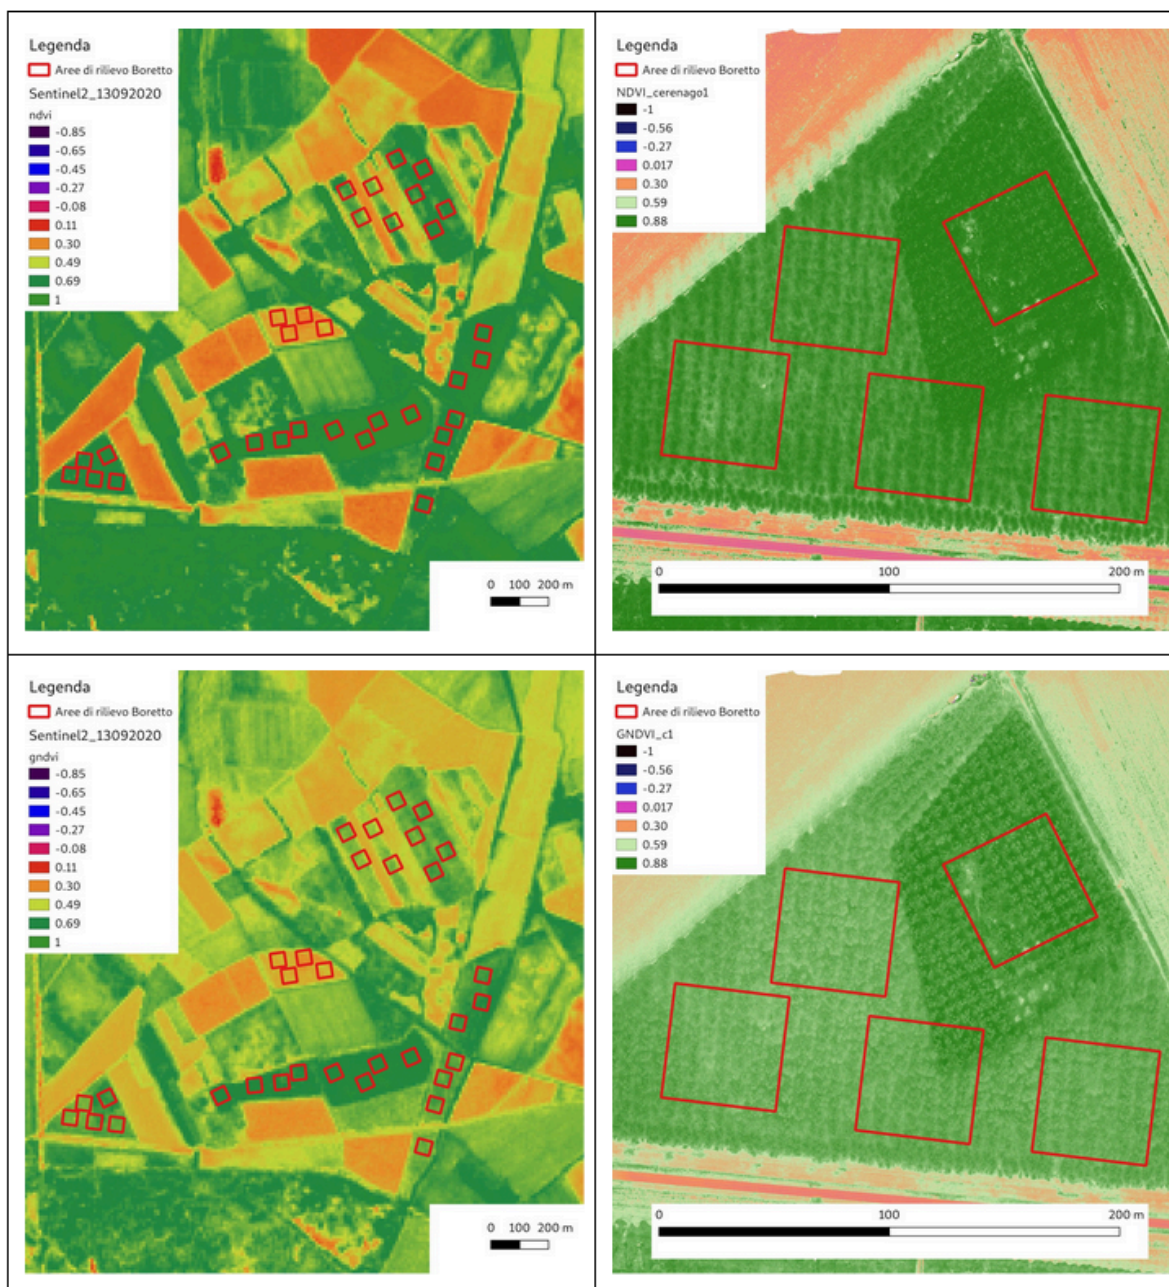 Legenda
Aree di rilievo Boretto
Sentinel2_13092020
ndvi
-0.85
-0.65
-0.45
-0.27
-0.08
0.11
0.30
0.49
0.69
1
0 100 200 m
Legenda
Aree di rilievo Boretto
NDVI_cerenago1
-1
-0.56
-0.27
0.017
0.30
0.59
0.88
0 100 200 m
Legenda
Aree di rilievo Boretto
Sentinel2_13092020
gndvi
-0.85
-0.65
-0.45
-0.27
-0.08
0.11
0.30
0.49
0.69
1
0 100 200 m
Legenda
Aree di rilievo Boretto
GNDVI_c1
-1
-0.56
-0.27
0.017
0.30
0.59
0.88
0 100 200 m